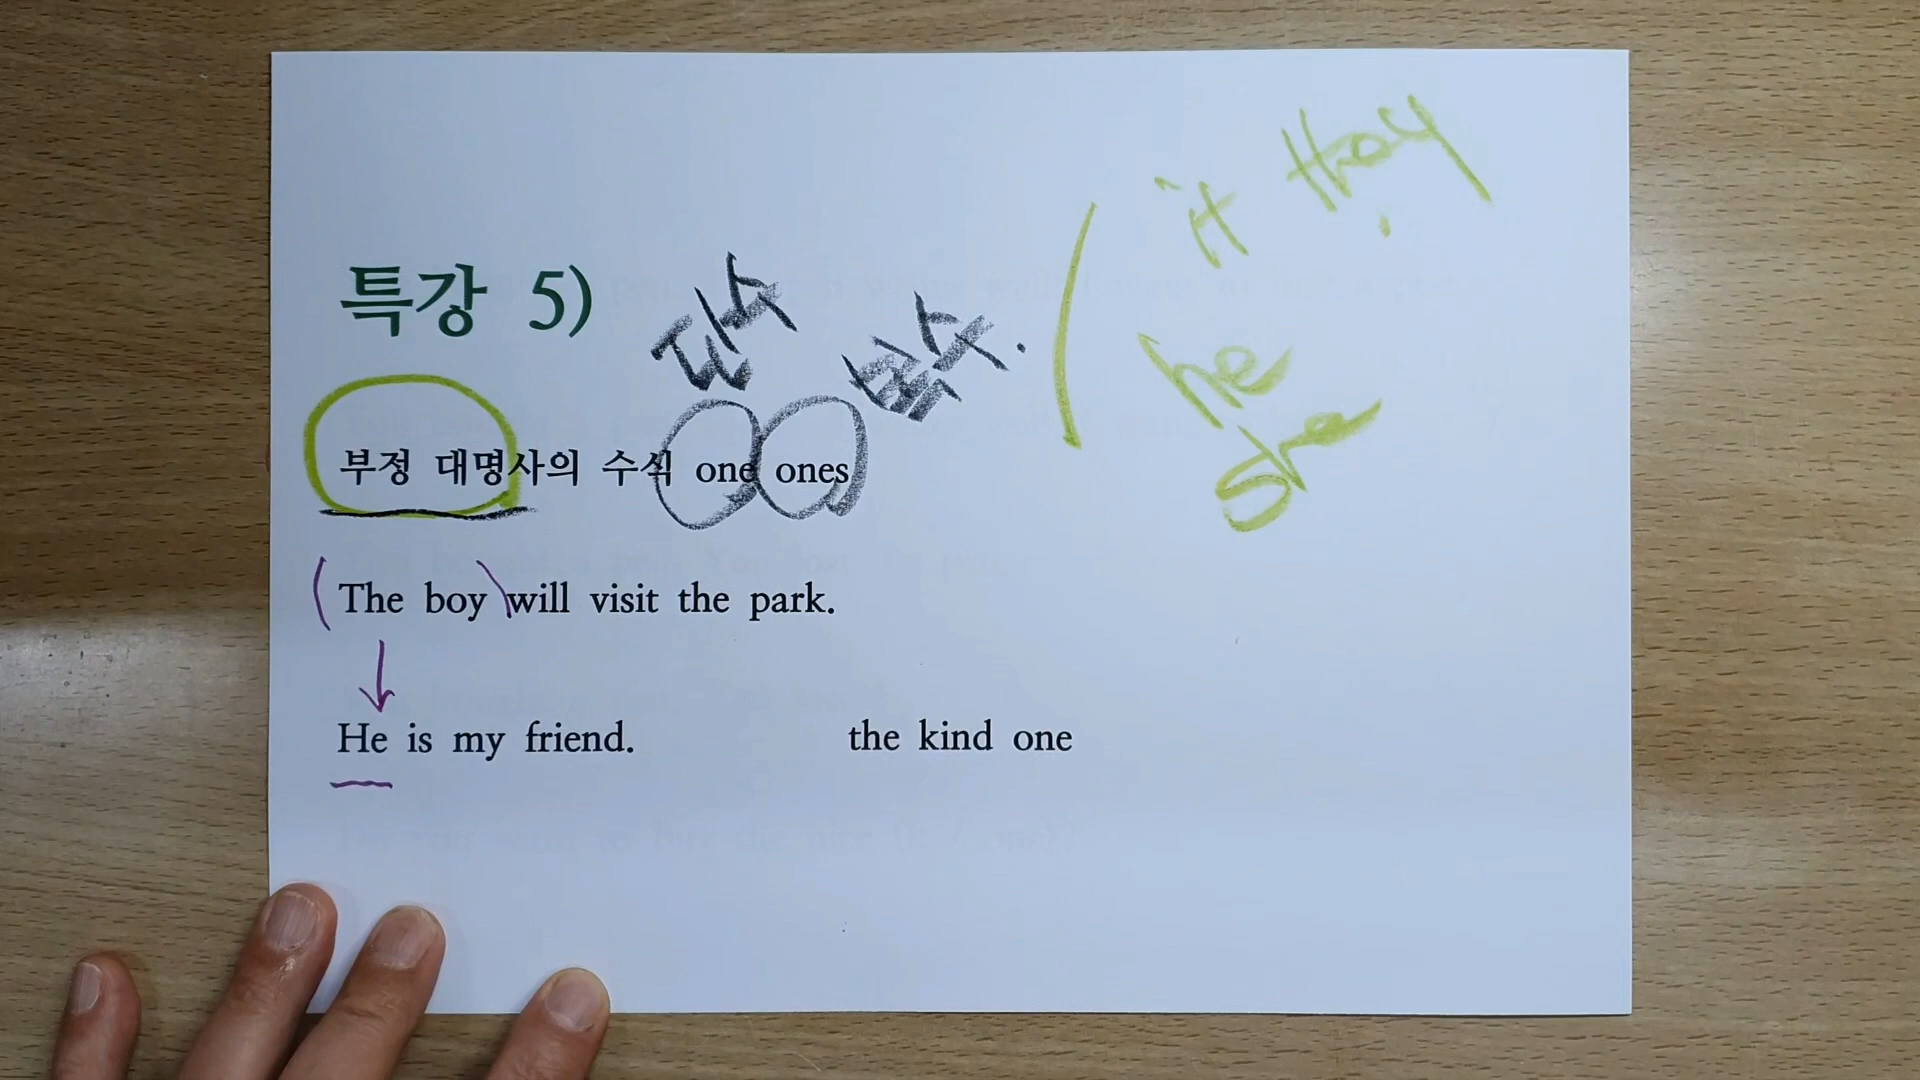 it they
특강 5)
단수
복수.
he
she
부정 대명사의 수식 one ones
The boy will visit the park.
He is my friend. the kind one